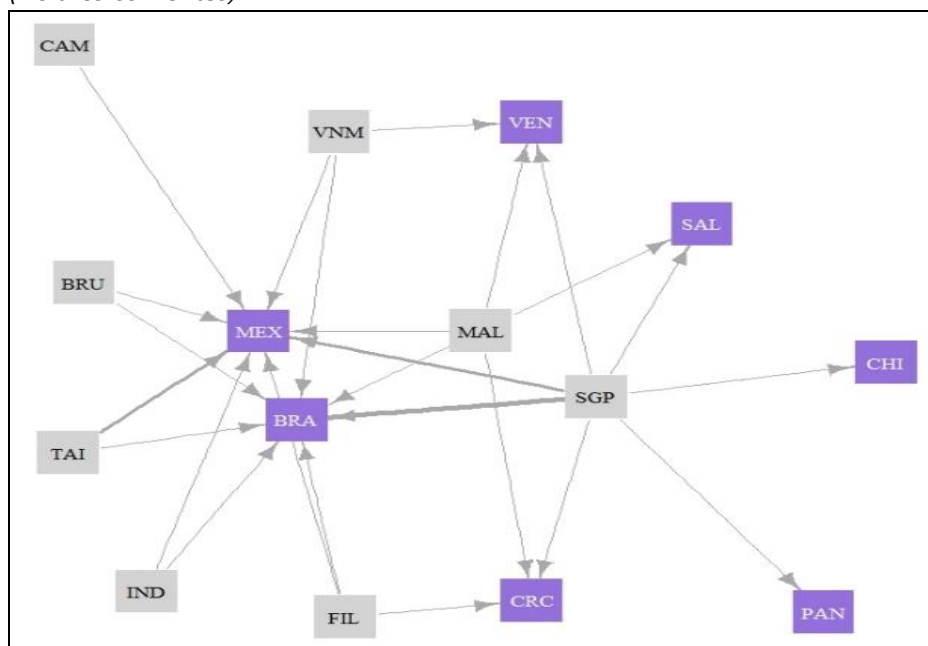 CAM
VNM
VEN
SAL
BRU
MEX
MAL
CHI
SGP
BRA
TAI
IND
FIL
CRC
PAN